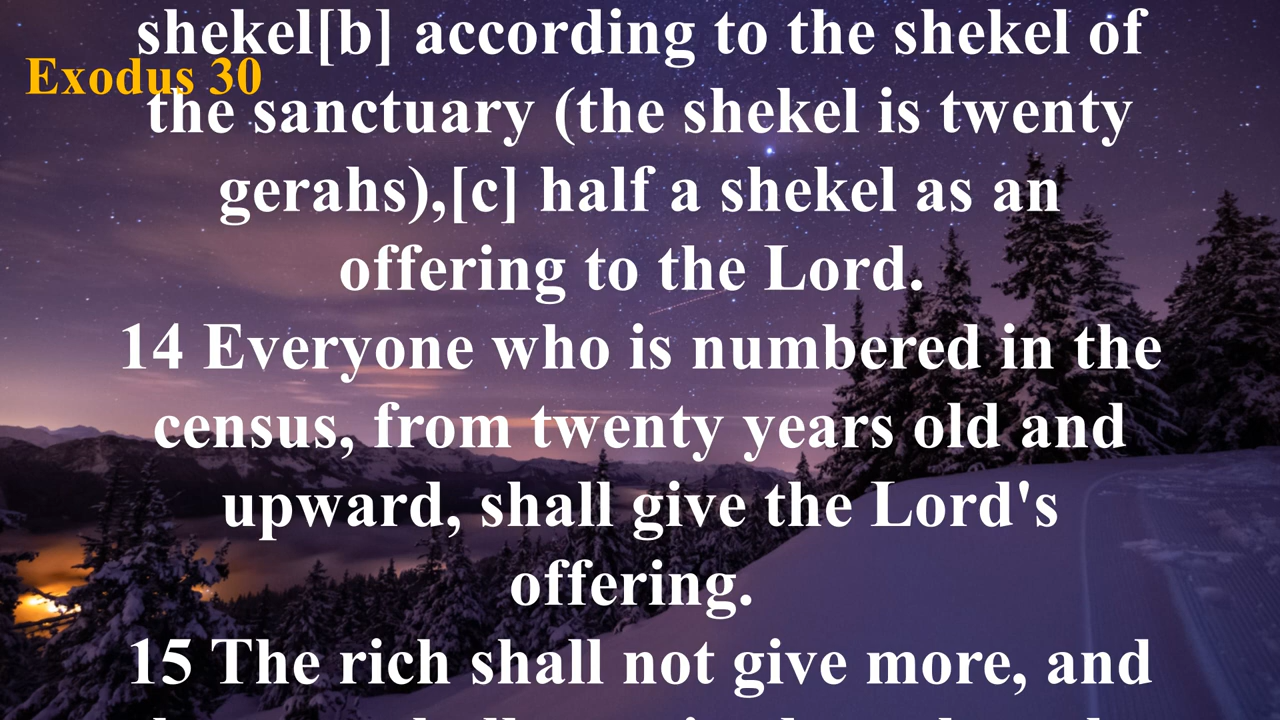 shekel[b] according to the shekel of
Exodus 30
the sanctuary (the shekel is twenty
gerahs),[c] half a shekel as an
offering to the Lord.
14 Everyone who is numbered in the
census, from twenty years old and
upward, shall give the Lord's
offering.
15 The rich shall not give more, and